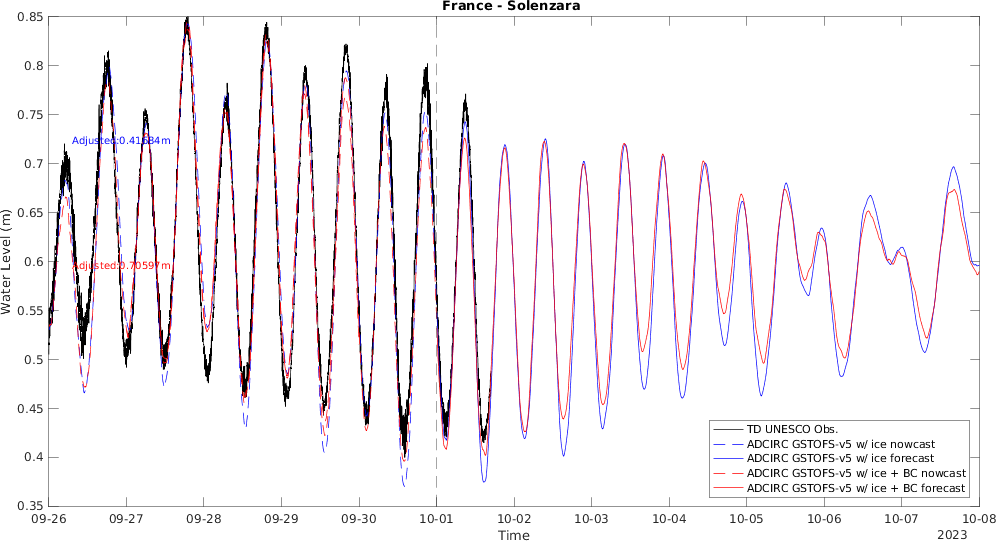 France - Solenzara
Water Level (m)
0.85
0.8
0.75
0.7
0.65
0.6
0.55
0.5
0.45
0.4
0.35
Adjusted:0.41684m
Adjusted:0.70597m
TD UNESCO Obs.
ADCIRC GSTOFS-v5 w/ ice nowcast
ADCIRC GSTOFS-v5 w/ ice forecast
ADCIRC GSTOFS-v5 w/ ice + BC nowcast
ADCIRC GSTOFS-v5 w/ ice + BC forecast
09-26 09-27 09-28 09-29 09-30 10-01 10-02 10-03 10-04 10-05 10-06 10-07 10-08
Time
2023